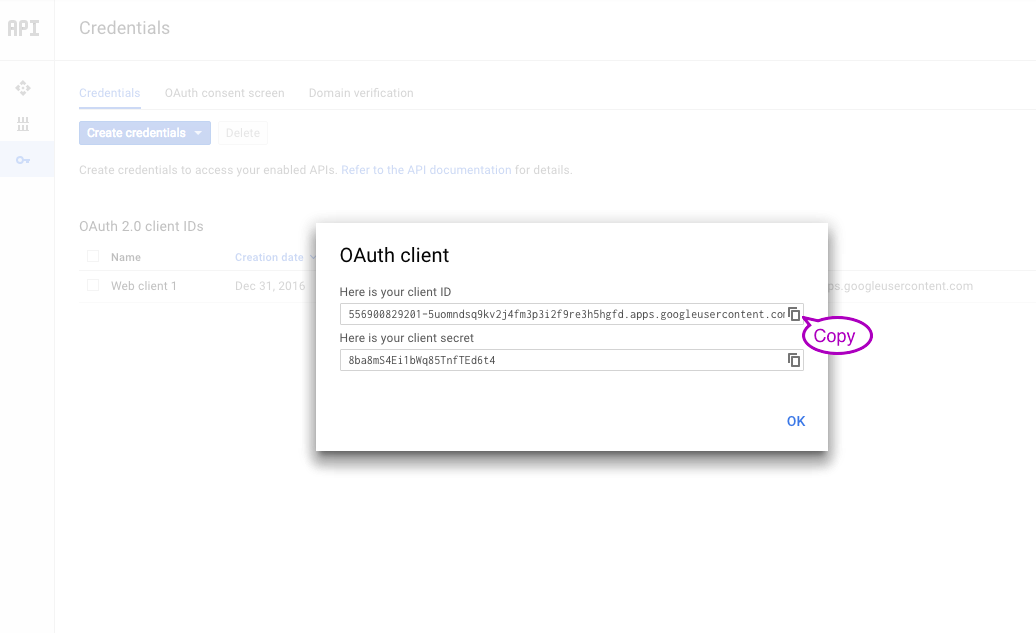 API
Credentials
Credentials OAuth consent screen Domain verification
Create credentials Delete
Create credentials to access your enabled APIs. Refer to the API documentation for details.
OAuth 2.0 client IDs
Name Creation date
Web client 1 Dec 31, 2016 ps.googleusercontent.com
OAuth client
Here is your client ID
556900829201-5uomndsq9kv2j4fm3p3i2f9re3h5hgfd.apps.googleusercontent.com
Copy
Here is your client secret
8ba8mS4Ei1bWq85TnfTEd6t4
OK